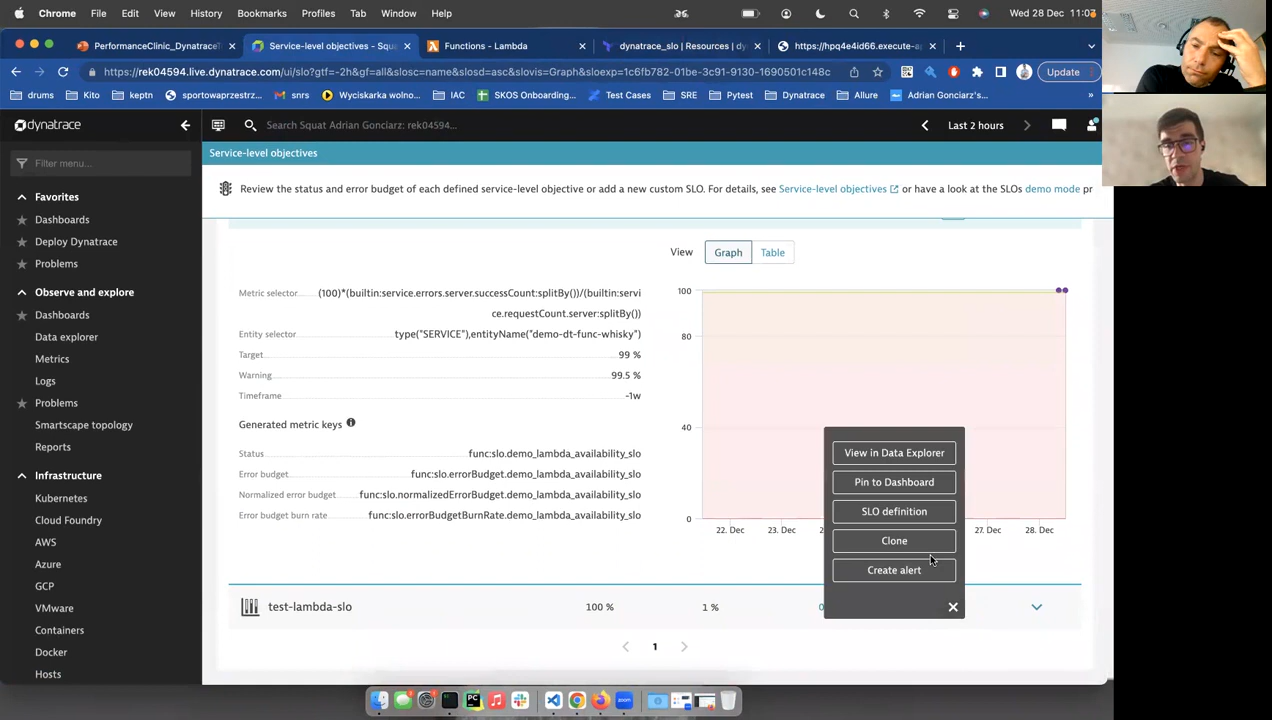 Chrome File Edit View History Bookmarks Profiles Tab Window Help Wed 28 Dec 11:07
PerformanceClinic_DynatraceT × Service-level objectives - Squ × Functions - Lambda × dynatrace_slo | Resources | dy × https://hpq4e4id66.execute-a ×
https://rek04594.live.dynatrace.com/ui/slo?gtf=-2h&gf=all&slosc=name&slosd=asc&slovis=Graph&sloexp=1c6fb782-01be-3c91-9130-1690501c148c Update
drums Kito keptn sportowaprzestrz... snrs Wyciskarka wolno... IAC SKOS Onboarding... Test Cases SRE Pytest Dynatrace Allure Adrian Gonciarz's... »
dynatrace Search Squat Adrian Gonciarz: rek04594... Last 2 hours
Service-level objectives
Filter menu...
Review the status and error budget of each defined service-level objective or add a new custom SLO. For details, see Service-level objectives or have a look at the SLOs demo mode pr
Favorites
Dashboards
Deploy Dynatrace
Problems
Observe and explore
Dashboards
Data explorer
Metrics
Logs
Problems
Smartscape topology
Reports
Infrastructure
Kubernetes
Cloud Foundry
AWS
Azure
GCP
VMware
Containers
Docker
Hosts
View Graph Table
Metric selector (100)*(builtin:service.errors.server.successCount:splitBy())/(builtin:servi
ce.requestCount.server:splitBy())
Entity selector type("SERVICE"),entityName("demo-dt-func-whisky")
Target 99 %
Warning 99.5 %
Timeframe -1w
Generated metric keys
Status func:slo.demo_lambda_availability_slo
Error budget func:slo.errorBudget.demo_lambda_availability_slo
Normalized error budget func:slo.normalizedErrorBudget.demo_lambda_availability_slo
Error budget burn rate func:slo.errorBudgetBurnRate.demo_lambda_availability_slo
100
80
40
0
22. Dec 23. Dec 2 27. Dec 28. Dec
View in Data Explorer
Pin to Dashboard
SLO definition
Clone
Create alert
test-lambda-slo 100 % 1 % 0
1